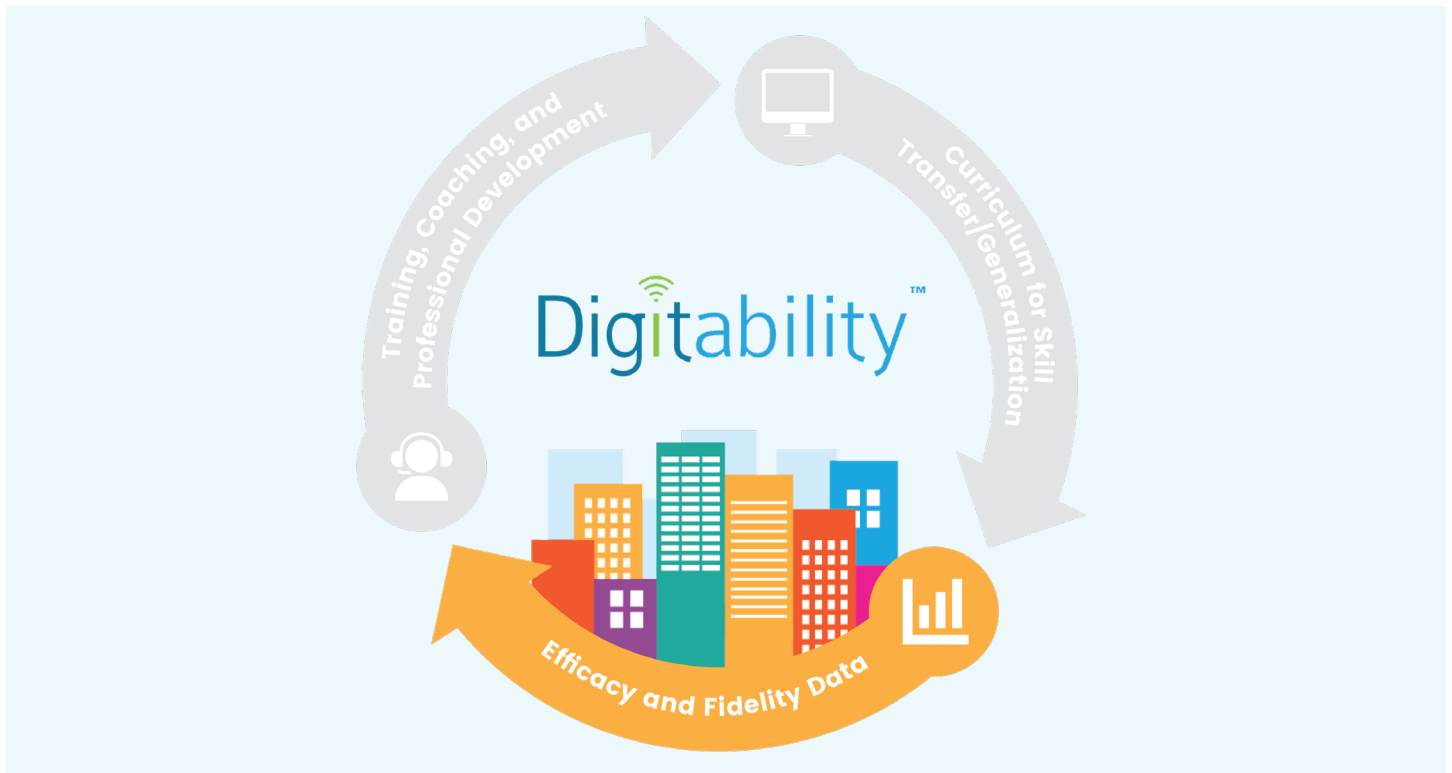 Training, Coaching, and
Professional Development
Curriculum for Skill
Transfer/Generalization
Digitability™
Efficacy and Fidelity Data